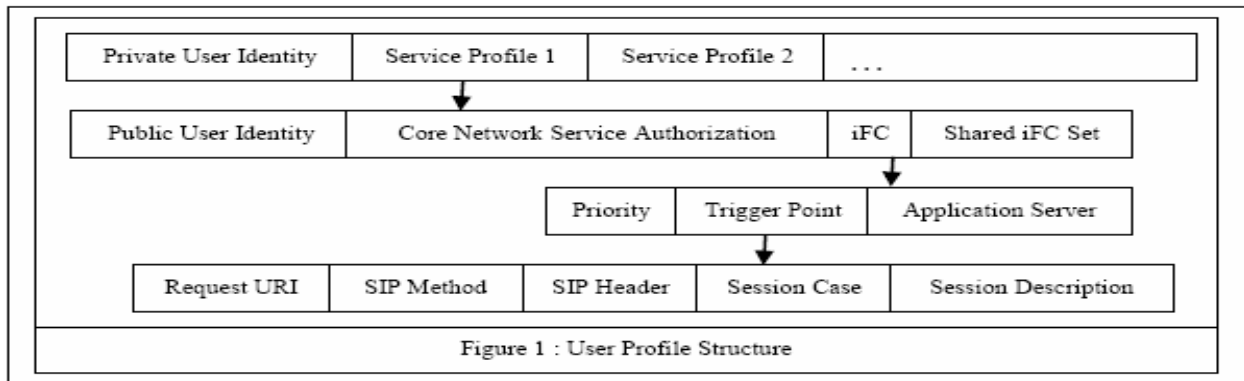 Private User Identity Service Profile 1 Service Profile 2 ...
Public User Identity Core Network Service Authorization iFC Shared iFC Set
Priority Trigger Point Application Server
Request URI SIP Method SIP Header Session Case Session Description
Figure 1 : User Profile Structure